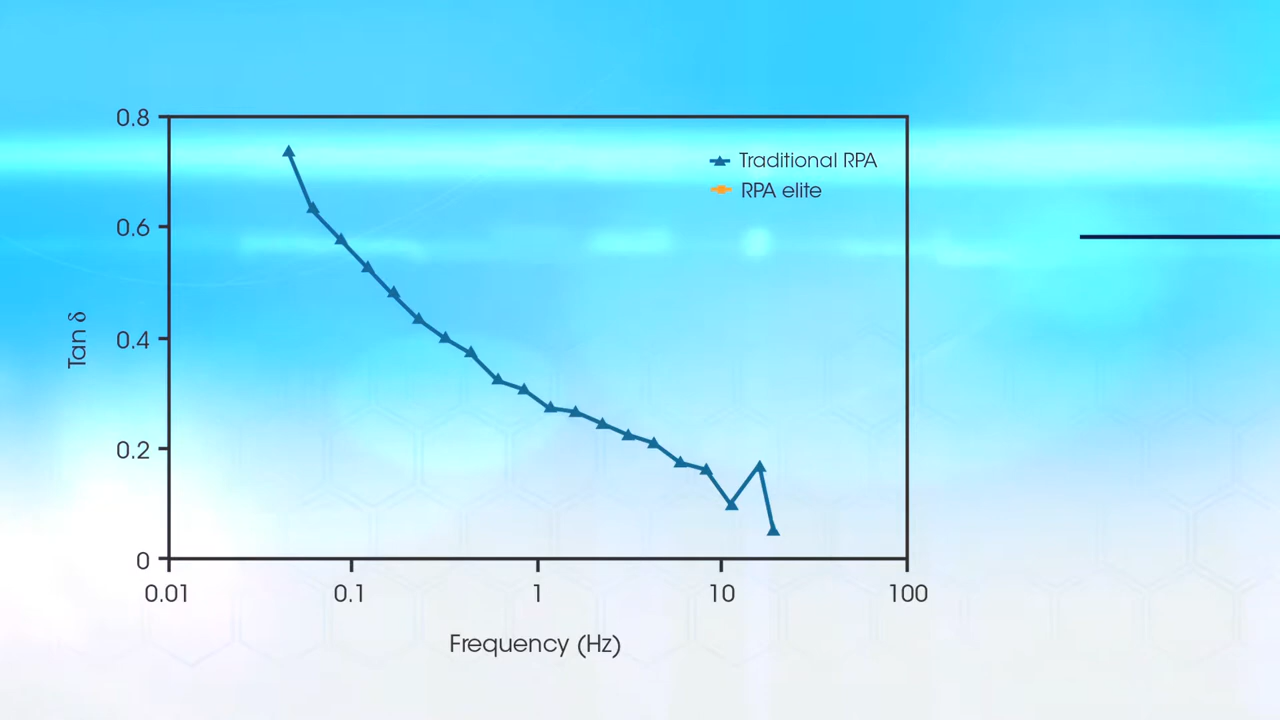 0.8
Traditional RPA
RPA elite
0.6
Tan δ
0.4
0.2
0
0.01
0.1
1
10
100
Frequency (Hz)